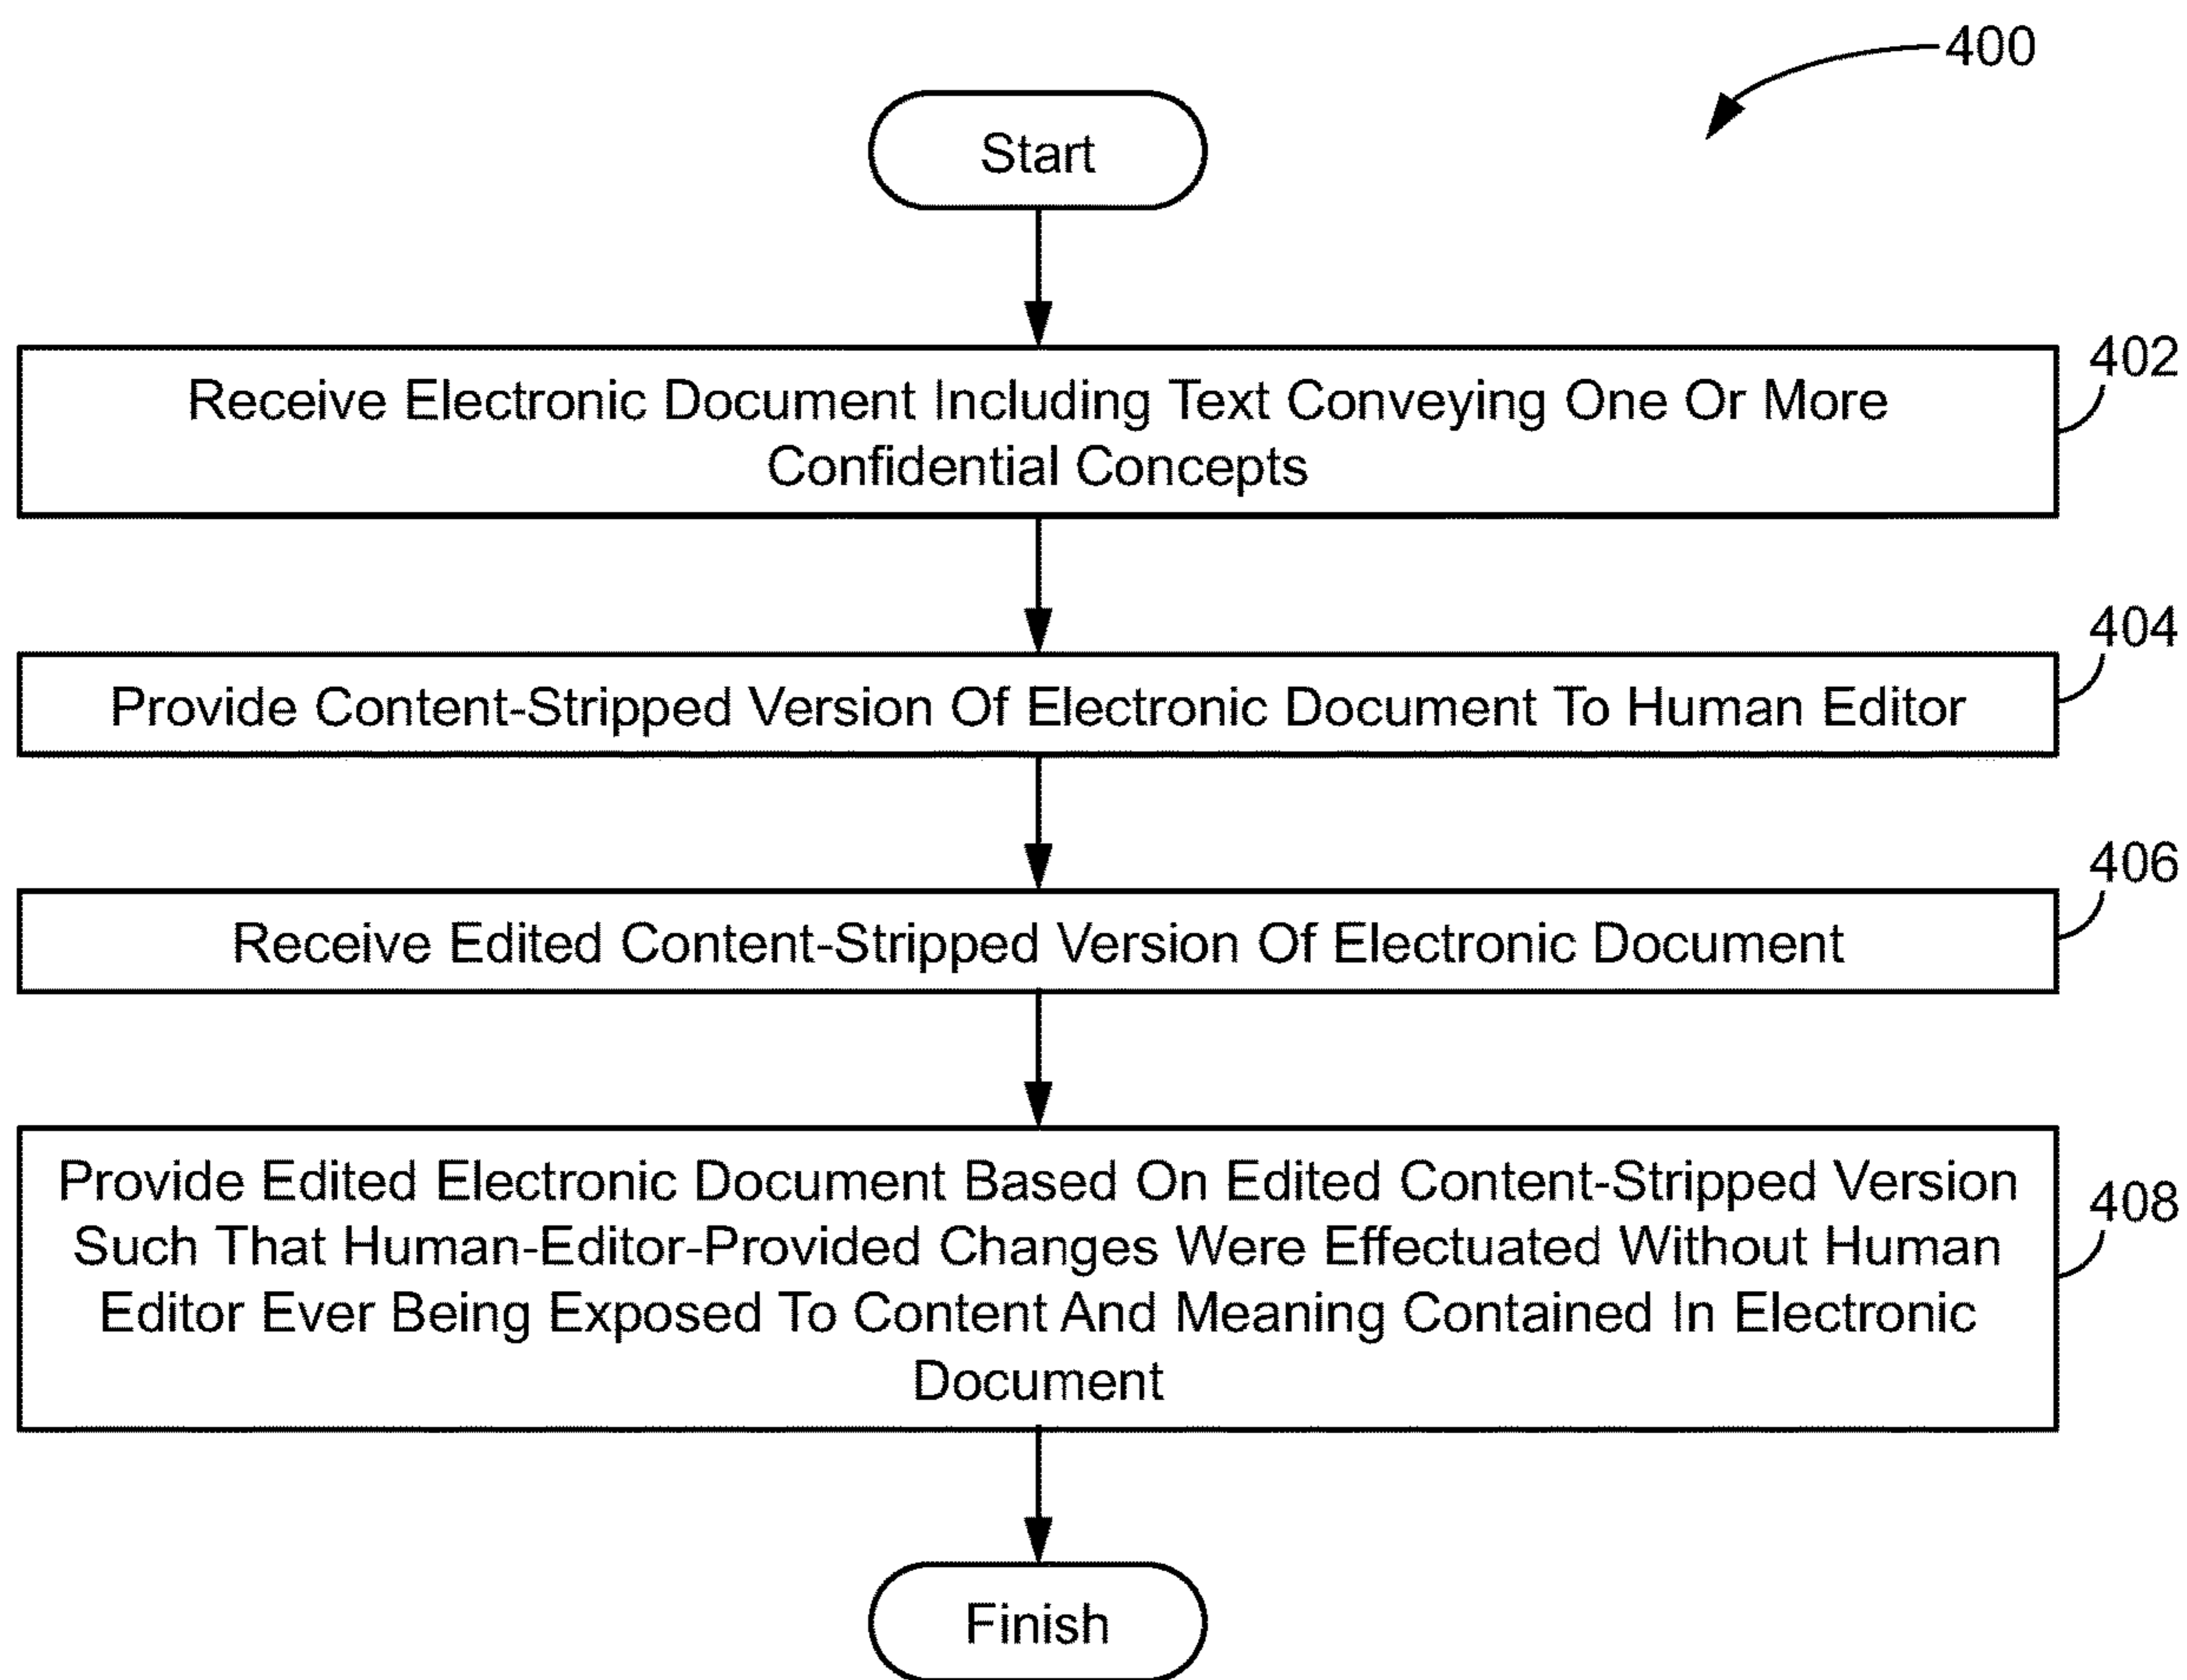 400
Start
402
Receive Electronic Document Including Text Conveying One Or More
Confidential Concepts
404
Provide Content-Stripped Version Of Electronic Document To Human Editor
406
Receive Edited Content-Stripped Version Of Electronic Document
Provide Edited Electronic Document Based On Edited Content-Stripped Version
408
Such That Human-Editor-Provided Changes Were Effectuated Without Human
Editor Ever Being Exposed To Content And Meaning Contained In Electronic
Document
Finish